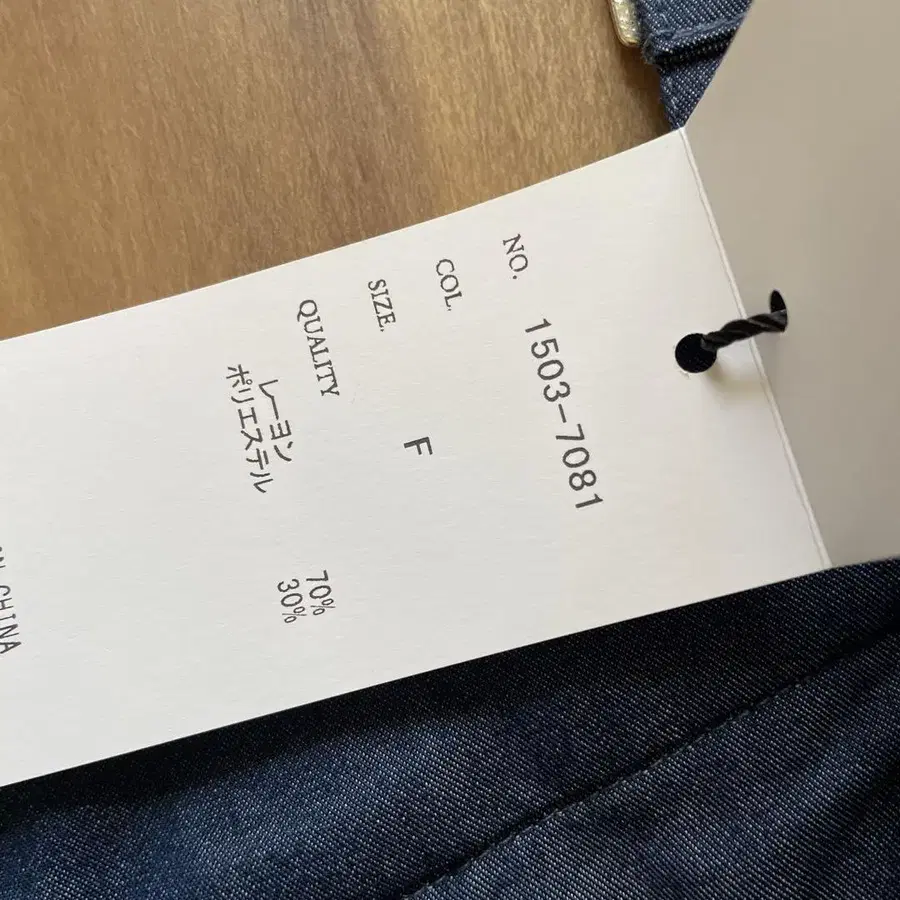 NO. 1503-7081
COL.
SIZE. F
QUALITY
レーヨン 70%
ポリエステル 30%
CHINA